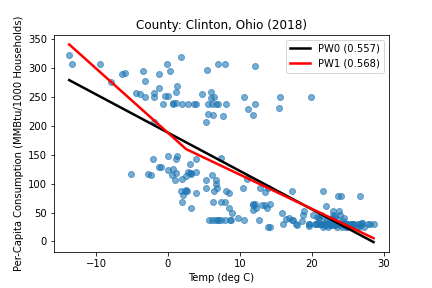 County: Clinton, Ohio (2018)
Per-Capita Consumption (MMBtu/1000 Households)
350
300
250
200
150
100
50
0
PW0 (0.557)
PW1 (0.568)
−10
0
10
20
30
Temp (deg C)